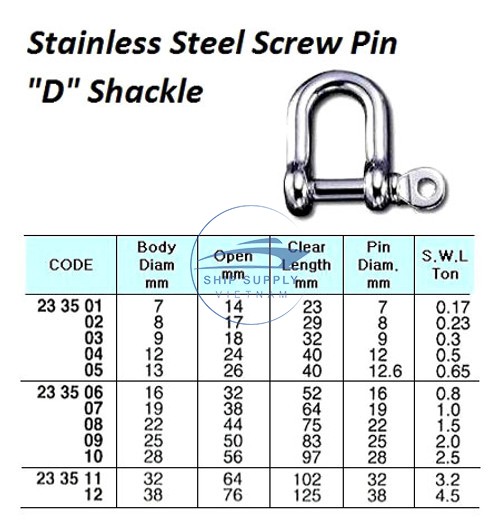 Stainless Steel Screw Pin
"D" Shackle
CODE Body Diam mm Open mm Clear Length mm Pin Diam. mm S.W.L Ton
SHIP SUPPLY
VIETNAM
23 35 01 7 14 23 7 0.17
02 8 17 29 8 0.23
03 9 18 32 9 0.3
04 12 24 40 12 0.5
05 13 26 40 12.6 0.65
23 35 06 16 32 52 16 0.8
07 19 38 64 19 1.0
08 22 44 75 22 1.5
09 25 50 83 25 2.0
10 28 56 97 28 2.5
23 35 11 32 64 102 32 3.2
12 38 76 125 38 4.5